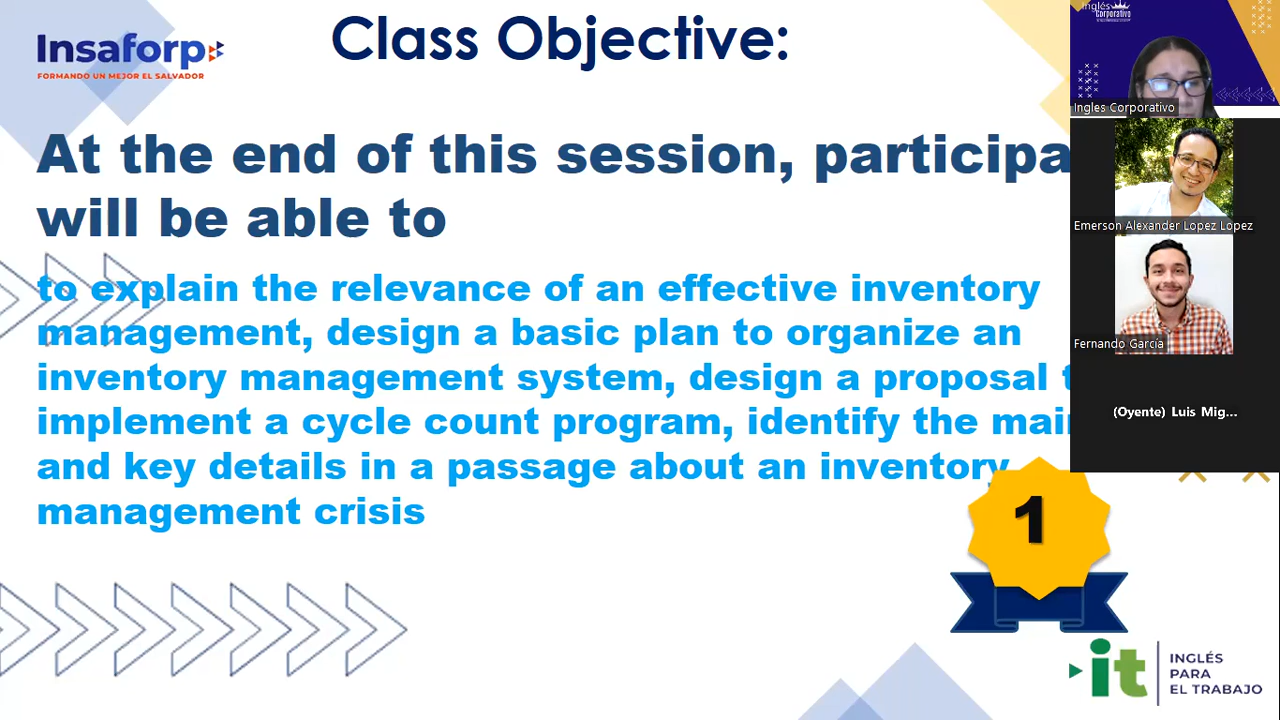 Class Objective:
Insaforp
FORMANDO UN MEJOR EL SALVADOR
At the end of this session, participa
will be able to
to explain the relevance of an effective inventory
management, design a basic plan to organize an
inventory management system, design a proposal t
implement a cycle count program, identify the main
and key details in a passage about an inventory
management crisis
1
it
INGLÉS
PARA
EL TRABAJO
Inglés
Corporativo
Ingles Corporativo
Emerson Alexander Lopez Lopez
Fernando García
(Oyente) Luis Mig...